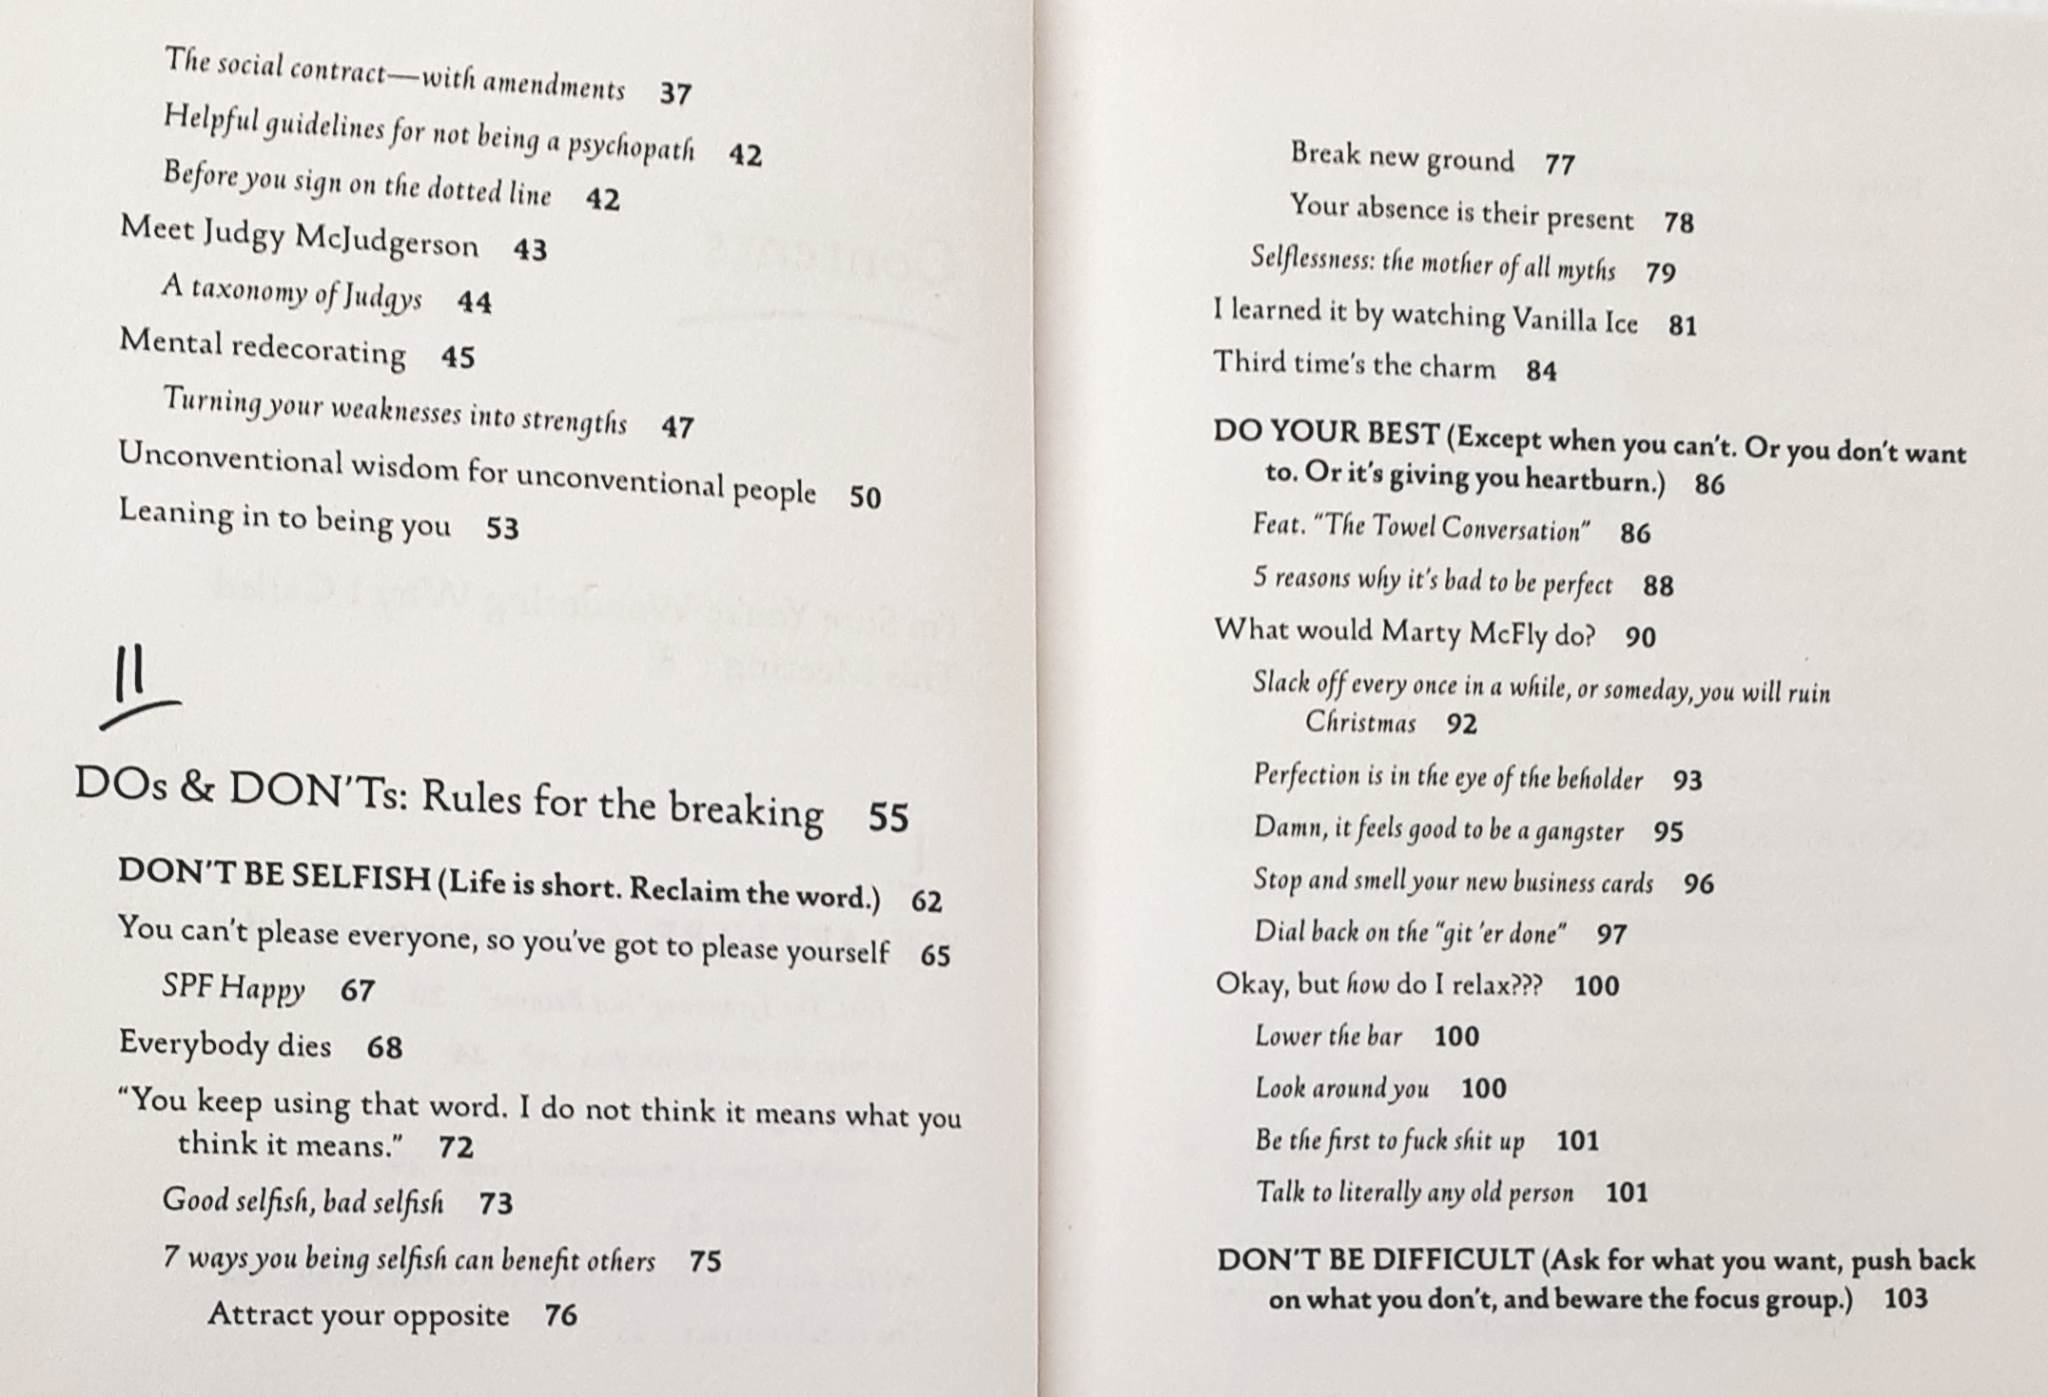 The social contract—with amendments 37
Helpful guidelines for not being a psychopath 42
Before you sign on the dotted line 42
Meet Judgy McJudgerson 43
A taxonomy of Judgys 44
Mental redecorating 45
Turning your weaknesses into strengths 47
Unconventional wisdom for unconventional people 50
Leaning in to being you 53
II
DOs & DON'Ts: Rules for the breaking 55
DON'T BE SELFISH (Life is short. Reclaim the word.) 62
You can't please everyone, so you've got to please yourself 65
SPF Happy 67
Everybody dies 68
“You keep using that word. I do not think it means what you
think it means.” 72
Good selfish, bad selfish 73
7 ways you being selfish can benefit others 75
Attract your opposite 76
Break new ground 77
Your absence is their present 78
Selflessness: the mother of all myths 79
I learned it by watching Vanilla Ice 81
Third time's the charm 84
DO YOUR BEST (Except when you can't. Or you don't want
to. Or it's giving you heartburn.) 86
Feat. “The Towel Conversation” 86
5 reasons why it's bad to be perfect 88
What would Marty McFly do? 90
Slack off every once in a while, or someday, you will ruin
Christmas 92
Perfection is in the eye of the beholder 93
Damn, it feels good to be a gangster 95
Stop and smell your new business cards 96
Dial back on the “git 'er done” 97
Okay, but how do I relax??? 100
Lower the bar 100
Look around you 100
Be the first to fuck shit up 101
Talk to literally any old person 101
DON'T BE DIFFICULT (Ask for what you want, push back
on what you don't, and beware the focus group.) 103